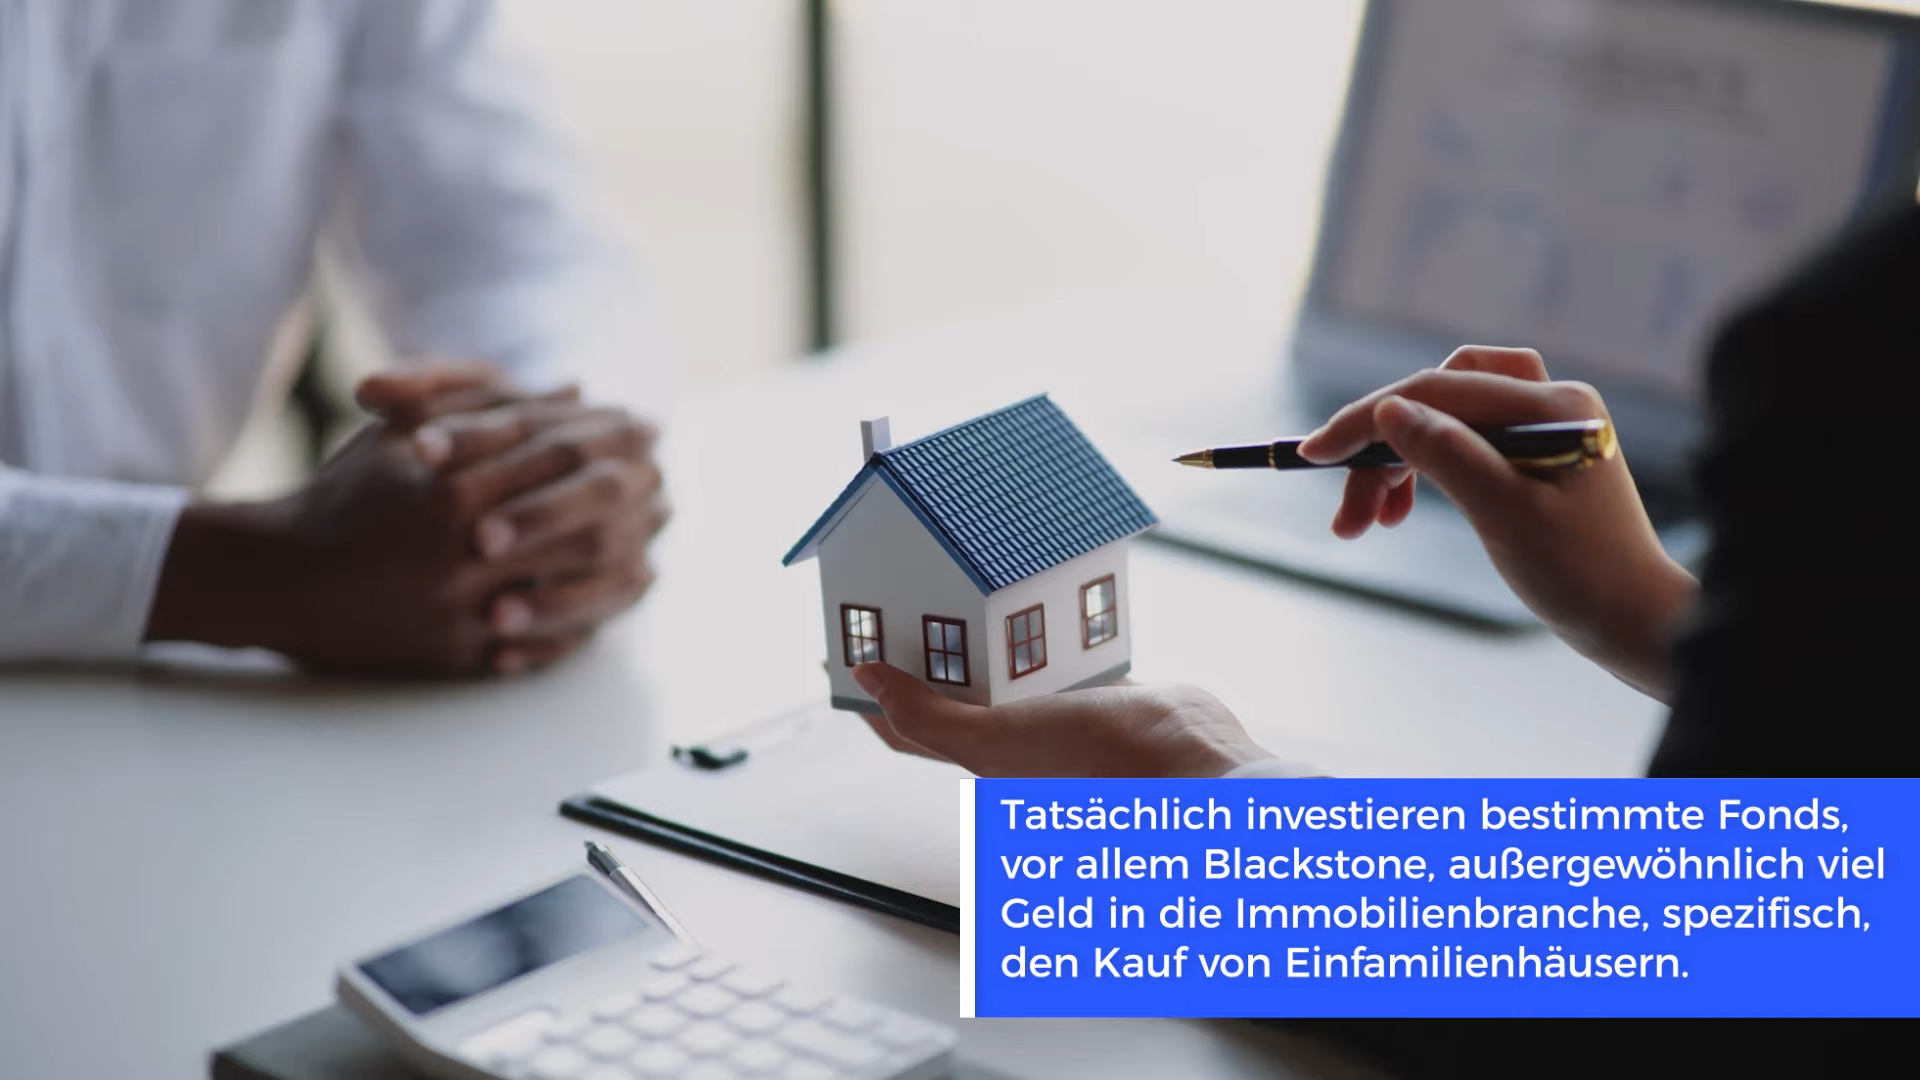 Tatsächlich investieren bestimmte Fonds,
vor allem Blackstone, außergewöhnlich viel
Geld in die Immobilienbranche, spezifisch,
den Kauf von Einfamilienhäusern.